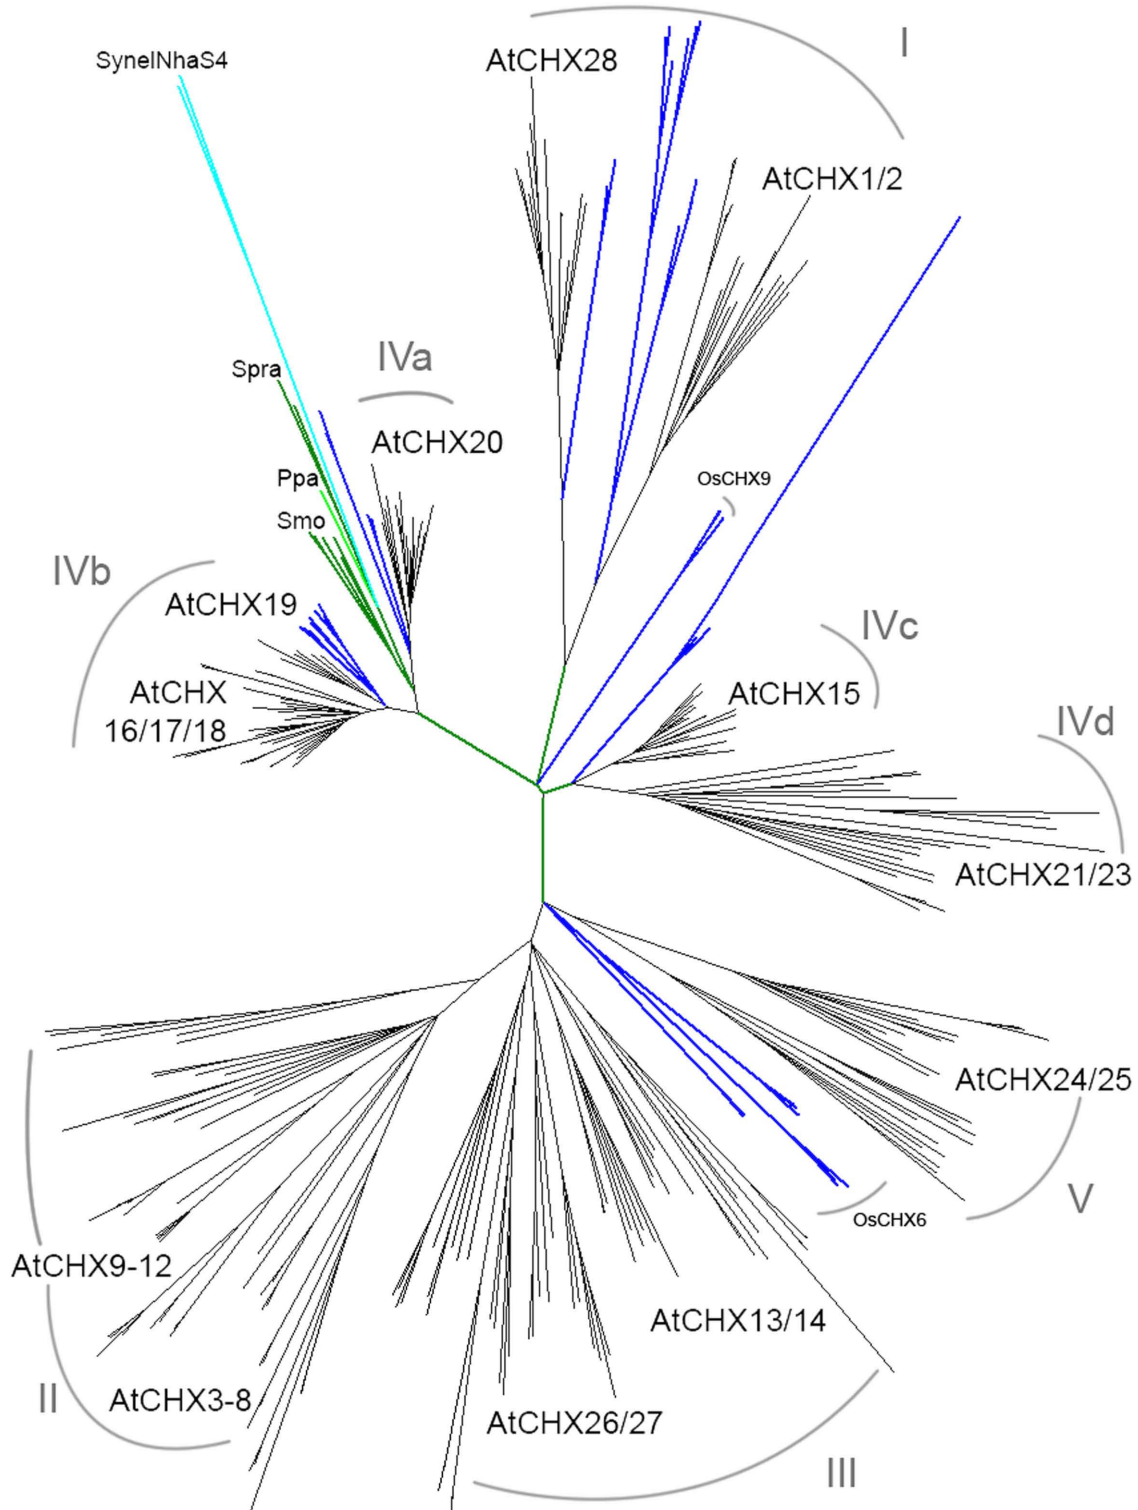 I
SynelNhaS4
AtCHX28
AtCHX1/2
IVa
Spra
AtCHX20
Ppa
OsCHX9
Smo
IVb
AtCHX19
IVc
AtCHX
16/17/18
AtCHX15
IVd
AtCHX21/23
AtCHX24/25
V
OsCHX6
AtCHX9-12
AtCHX13/14
II
AtCHX3-8
AtCHX26/27
III